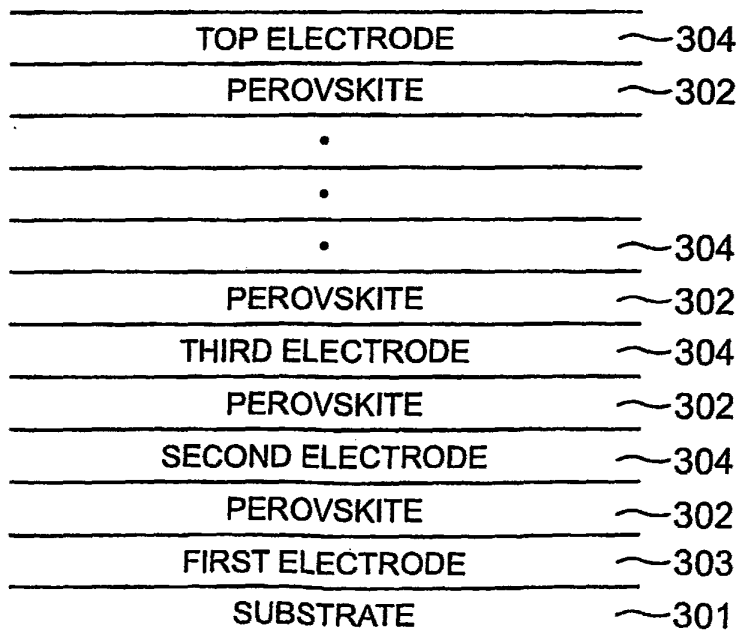 TOP ELECTRODE 304
PEROVSKITE 302
•
•
• 304
PEROVSKITE 302
THIRD ELECTRODE 304
PEROVSKITE 302
SECOND ELECTRODE 304
PEROVSKITE 302
FIRST ELECTRODE 303
SUBSTRATE 301